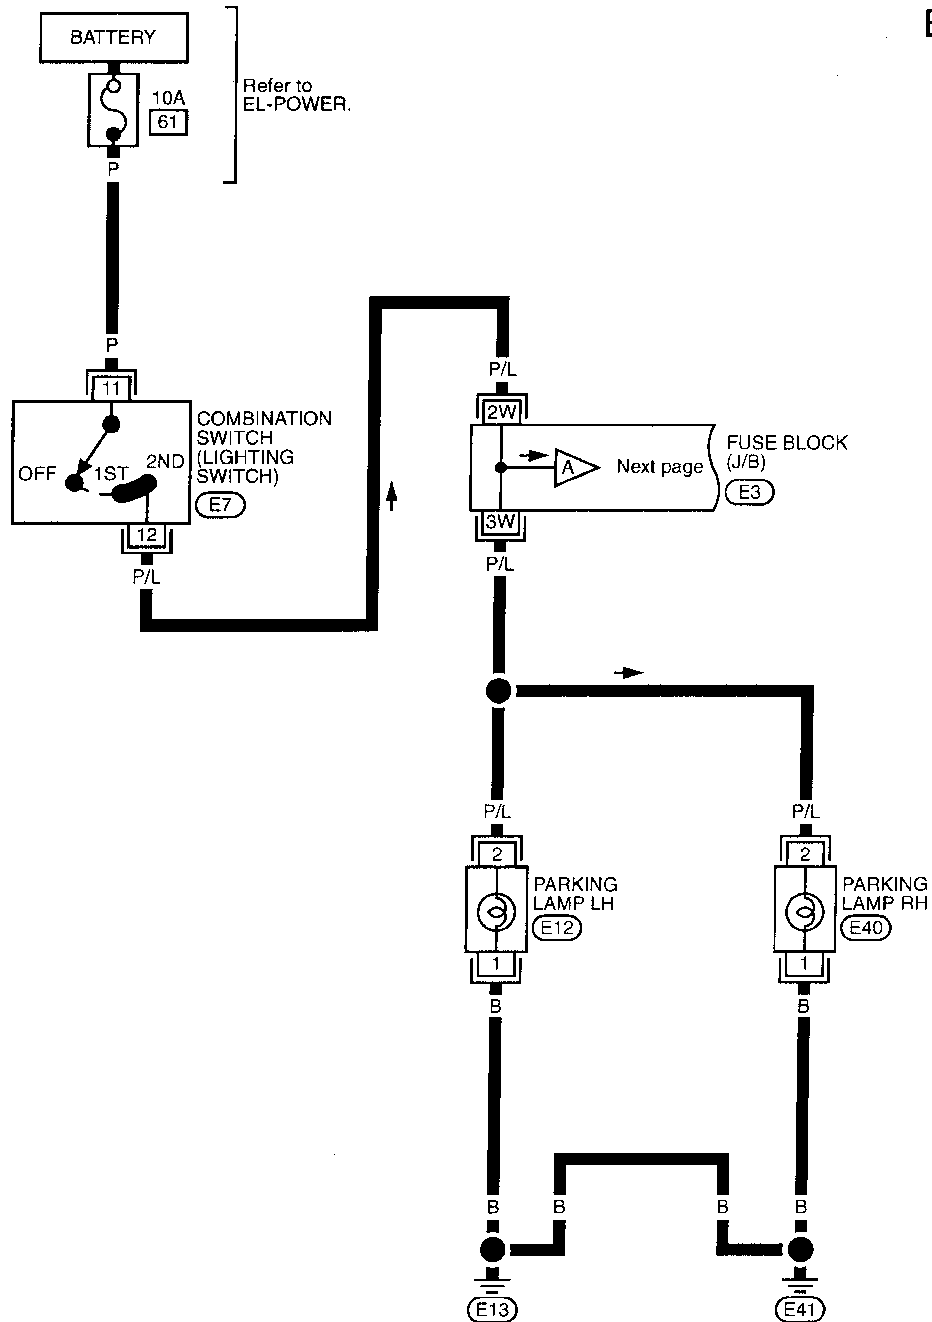 BATTERY
10A
61
Refer to
EL-POWER.
P
P
11
OFF
1ST
2ND
COMBINATION
SWITCH
(LIGHTING
SWITCH)
E7
12
P/L
P/L
2W
A
Next page
FUSE BLOCK
(J/B)
E3
3W
P/L
P/L
P/L
2
2
PARKING
LAMP LH
E12
PARKING
LAMP RH
E40
1
1
B
B
B
B
B
B
E13
E41